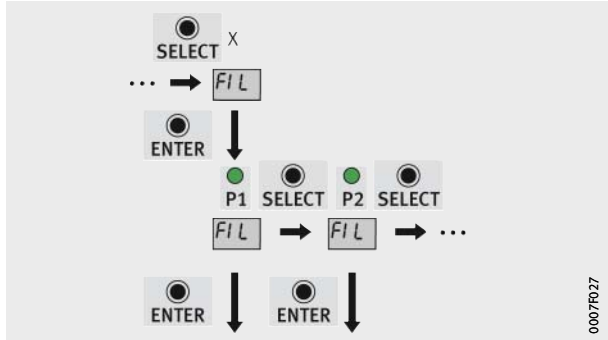 SELECT X
... FIL
ENTER
P1 SELECT P2 SELECT
FIL FIL ...
ENTER ENTER
0007F027